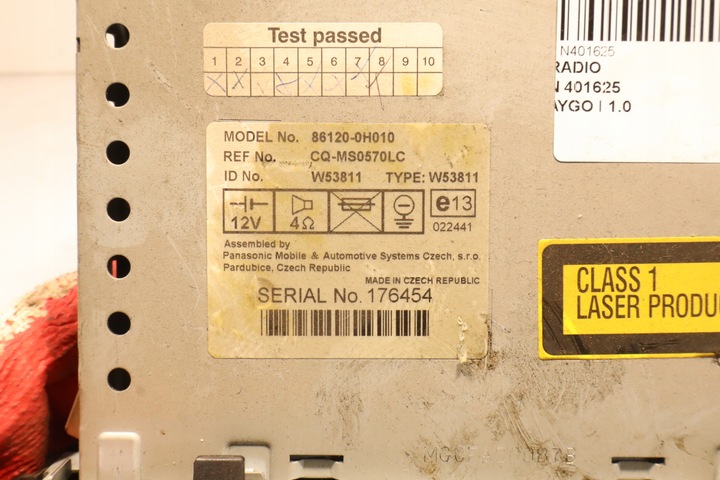 Test passed
1 2 3 4 5 6 7 8 9 10
N401625
RADIO
N 401625
AYGO I 1.0
MODEL No. 86120-0H010
REF No. CQ-MS0570LC
ID No. W53811 TYPE: W53811
12V 4Ω e13
022441
Assembled by
Panasonic Mobile & Automotive Systems Czech, s.r.o.
Pardubice, Czech Republic
MADE IN CZECH REPUBLIC
SERIAL No. 176454
CLASS 1
LASER PRODU